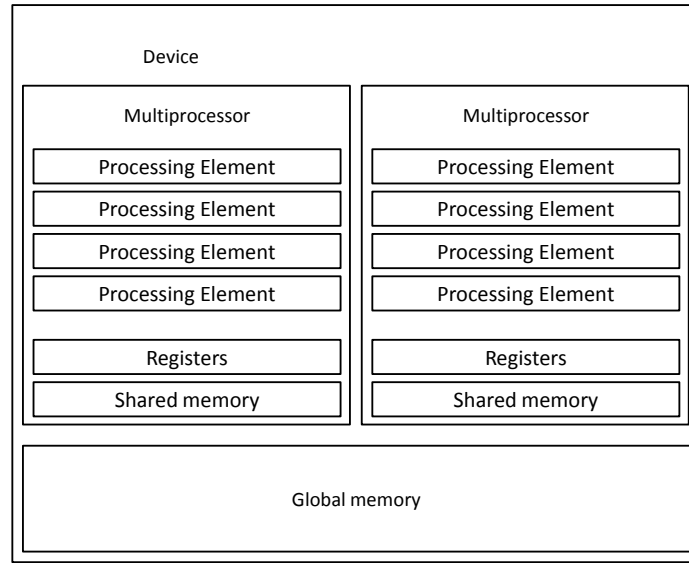 Device
Multiprocessor
Processing Element
Processing Element
Processing Element
Processing Element
Registers
Shared memory
Multiprocessor
Processing Element
Processing Element
Processing Element
Processing Element
Registers
Shared memory
Global memory